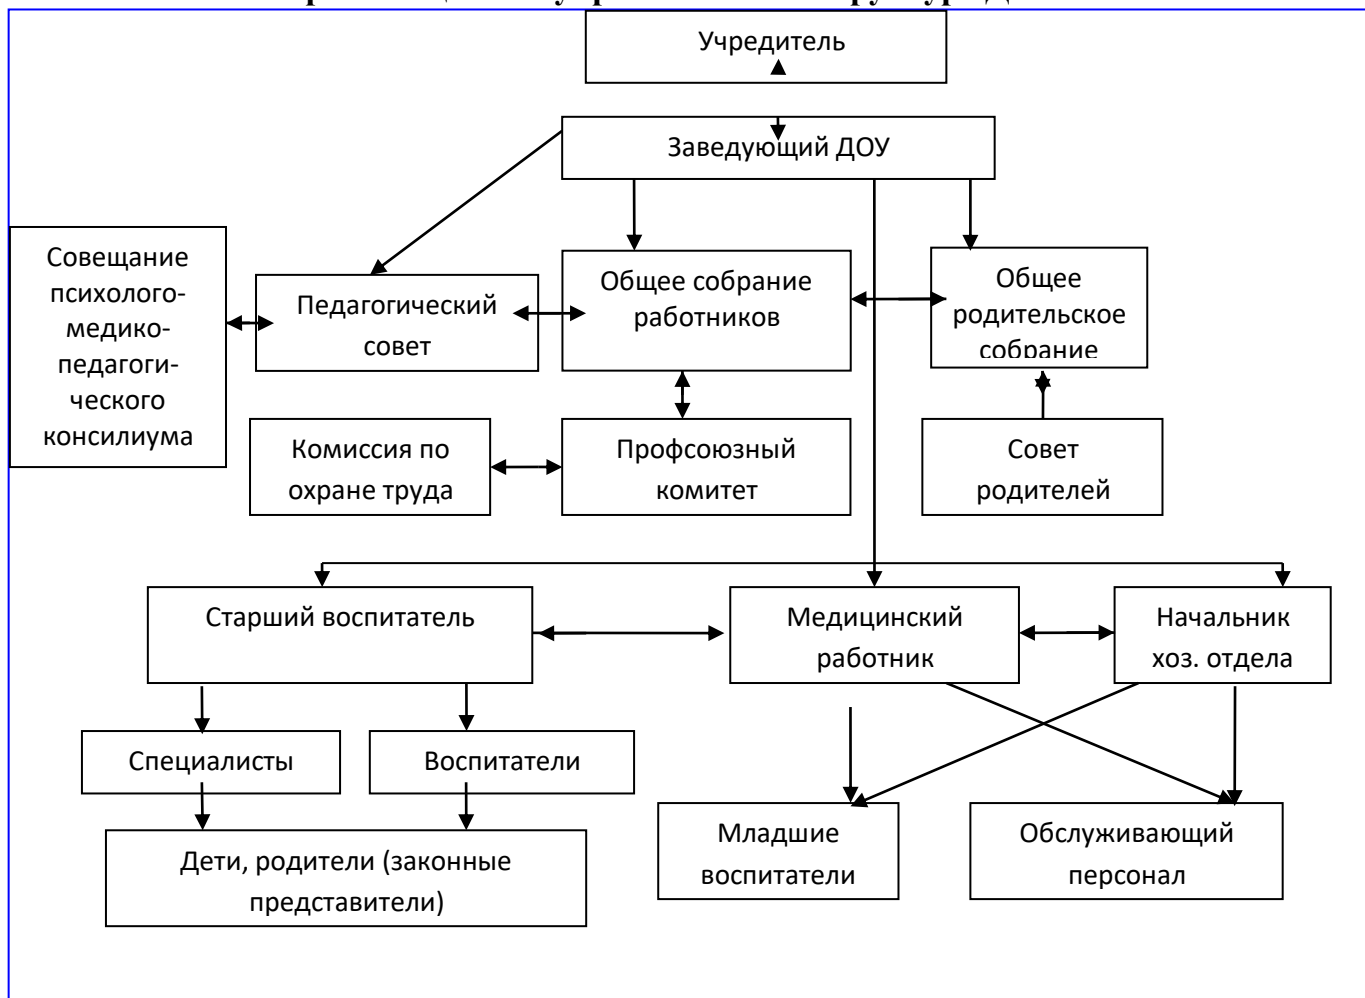 Учредитель
Заведующий ДОУ
Совещание
психолого-
медико-
педагоги-
ческого
консилиума
Педагогический
совет
Общее собрание
работников
Общее
родительское
собрание
Комиссия по
охране труда
Профсоюзный
комитет
Совет
родителей
Старший воспитатель
Медицинский
работник
Начальник
хоз. отдела
Специалисты
Воспитатели
Младшие
воспитатели
Обслуживающий
персонал
Дети, родители (законные
представители)